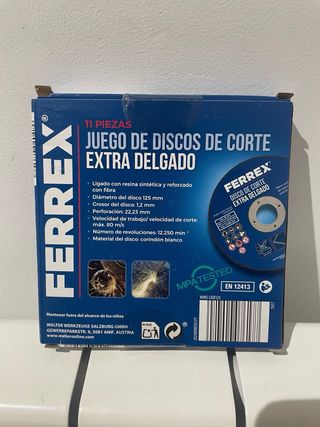 FERREX®
11 PIEZAS
JUEGO DE DISCOS DE CORTE
EXTRA DELGADO
• Ligado con resina sintética y reforzado
con fibra
• Diámetro del disco: 125 mm
• Grosor del disco: 1,2 mm
• Perforación: 22,23 mm
• Velocidad de trabajo/ velocidad de corte:
máx. 80 m/s
• Número de revoluciones: 12,250 min⁻¹
• Material del disco: corindón blanco
FERREX
DISCO DE CORTE
EXTRA DELGADO
MPA TESTED
EN 12413
Mantener fuera del alcance de los niños
WALTER WERKZEUGE SALZBURG GMBH
GEWERBEPARKSTR. 9, 5081 ANIF, AUSTRIA
www.walteronline.com